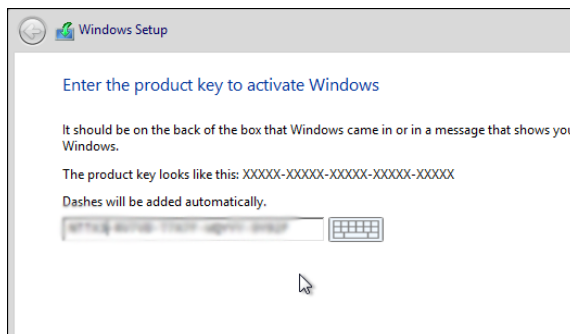 Windows Setup
Enter the product key to activate Windows
It should be on the back of the box that Windows came in or in a message that shows you
Windows.
The product key looks like this: XXXXX-XXXXX-XXXXX-XXXXX-XXXXX
Dashes will be added automatically.